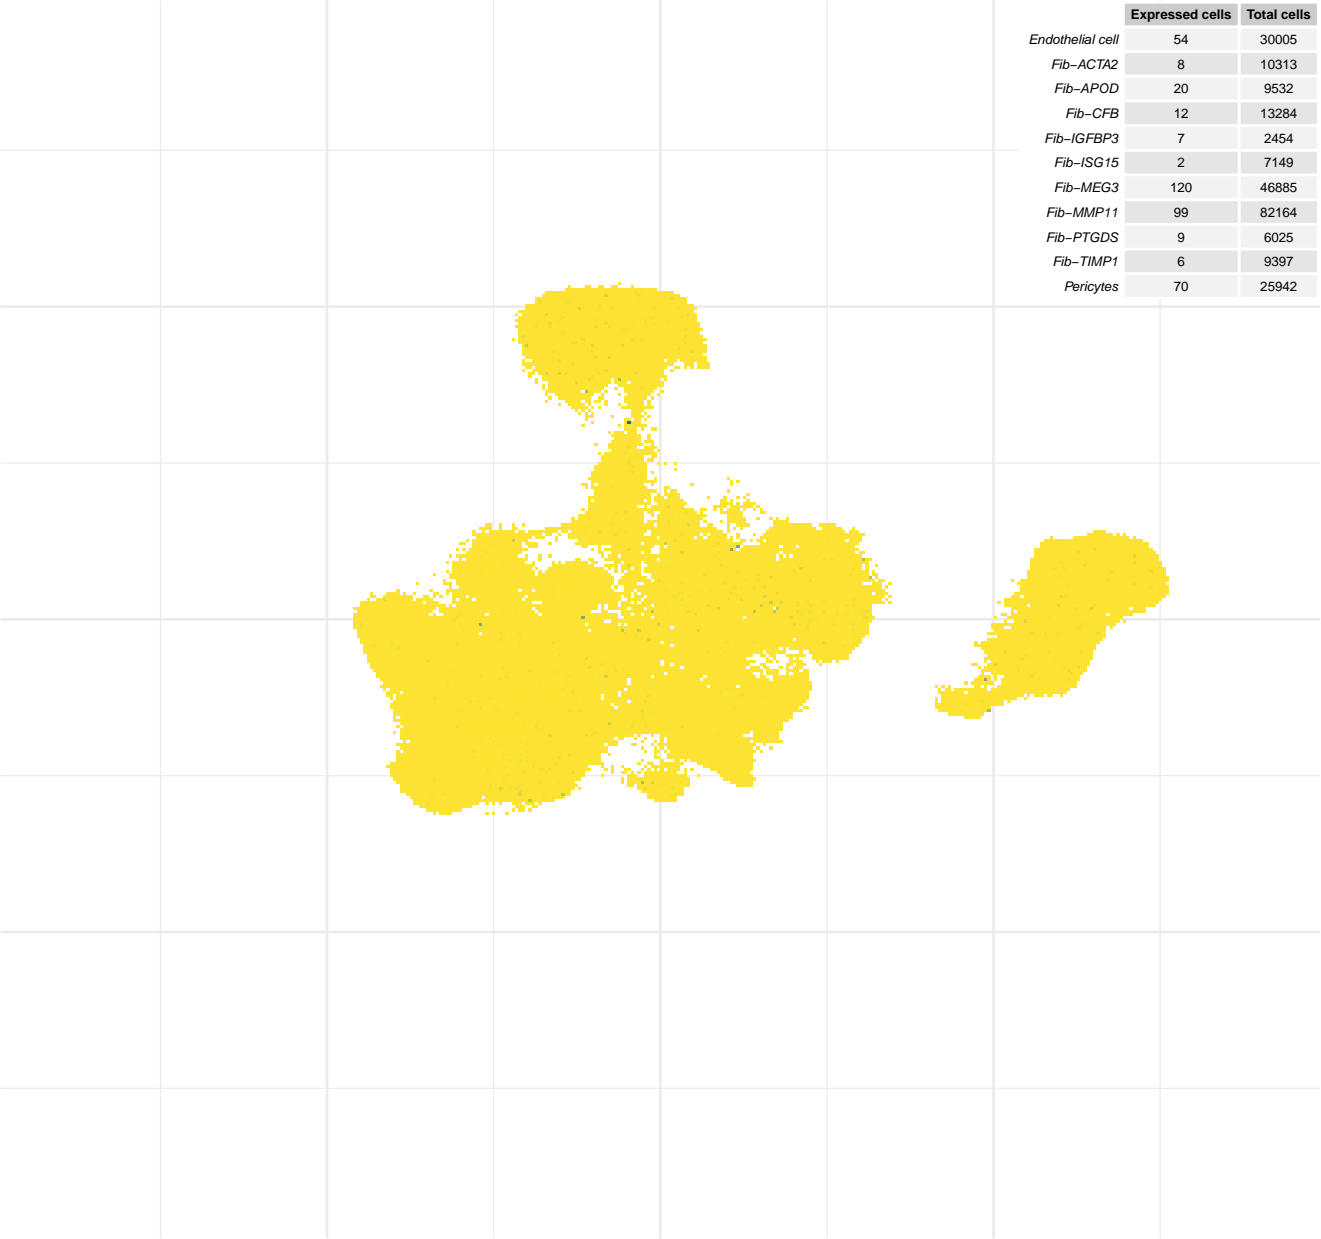 Expressed cells Total cells
Endothelial cell 54 30005
Fib−ACTA2 8 10313
Fib−APOD 20 9532
Fib−CFB 12 13284
Fib−IGFBP3 7 2454
Fib−ISG15 2 7149
Fib−MEG3 120 46885
Fib−MMP11 99 82164
Fib−PTGDS 9 6025
Fib−TIMP1 6 9397
Pericytes 70 25942